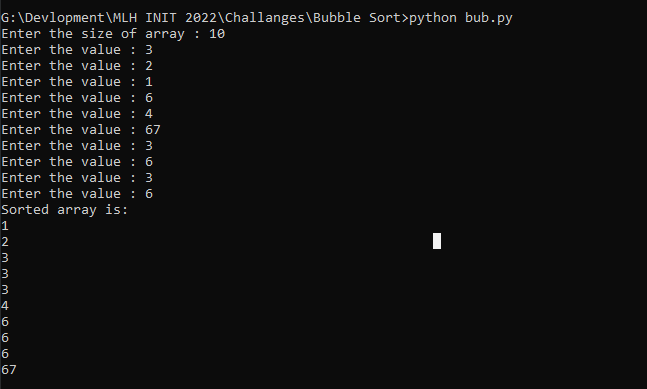 G:\Devlopment\MLH INIT 2022\Challanges\Bubble Sort>python bub.py
Enter the size of array : 10
Enter the value : 3
Enter the value : 2
Enter the value : 1
Enter the value : 6
Enter the value : 4
Enter the value : 67
Enter the value : 3
Enter the value : 6
Enter the value : 3
Enter the value : 6
Sorted array is:
1
2
3
3
3
4
6
6
6
67